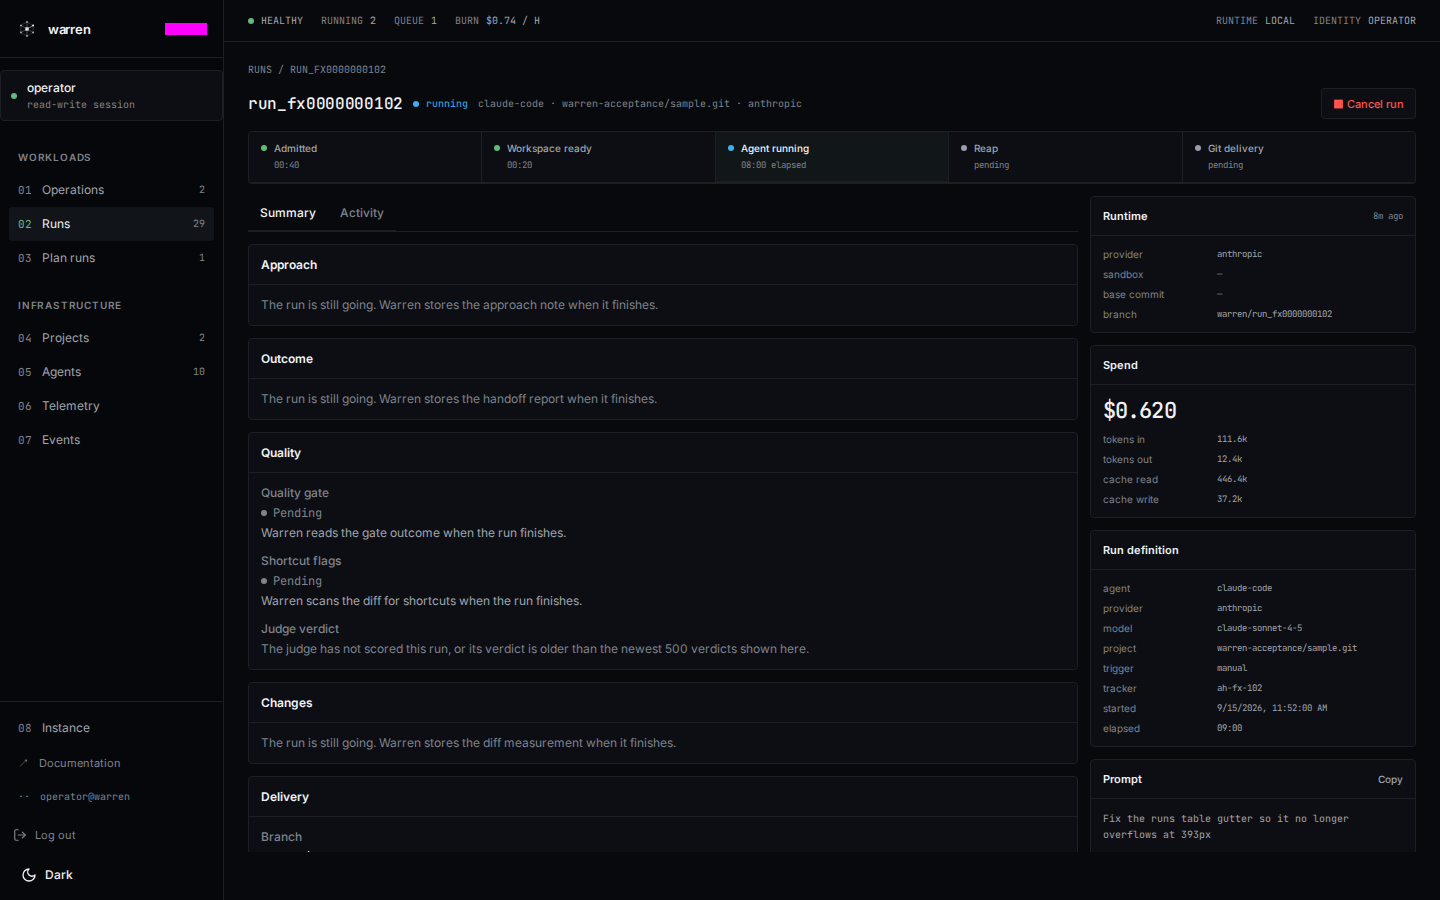 warren
HEALTHY RUNNING 2 QUEUE 1 BURN $0.74 / H
RUNTIME LOCAL IDENTITY OPERATOR
operator
read-write session
WORKLOADS
01 Operations 2
02 Runs 29
03 Plan runs 1
INFRASTRUCTURE
04 Projects 2
05 Agents 10
06 Telemetry
07 Events
08 Instance
Documentation
operator@warren
Log out
Dark
RUNS / RUN_FX0000000102
run_fx0000000102 running claude-code · warren-acceptance/sample.git · anthropic
Cancel run
Admitted
00:40
Workspace ready
00:20
Agent running
08:00 elapsed
Reap
pending
Git delivery
pending
Summary Activity
Approach
The run is still going. Warren stores the approach note when it finishes.
Outcome
The run is still going. Warren stores the handoff report when it finishes.
Quality
Quality gate
Pending
Warren reads the gate outcome when the run finishes.
Shortcut flags
Pending
Warren scans the diff for shortcuts when the run finishes.
Judge verdict
The judge has not scored this run, or its verdict is older than the newest 500 verdicts shown here.
Changes
The run is still going. Warren stores the diff measurement when it finishes.
Delivery
Branch
Runtime 8m ago
provider anthropic
sandbox —
base commit —
branch warren/run_fx0000000102
Spend
$0.620
tokens in 111.6k
tokens out 12.4k
cache read 446.4k
cache write 37.2k
Run definition
agent claude-code
provider anthropic
model claude-sonnet-4-5
project warren-acceptance/sample.git
trigger manual
tracker ah-fx-102
started 9/15/2026, 11:52:00 AM
elapsed 09:00
Prompt Copy
Fix the runs table gutter so it no longer
overflows at 393px